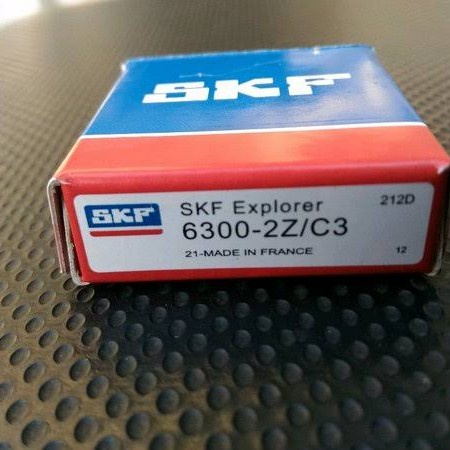 SKF
SKF
SKF Explorer
212D
6300-2Z/C3
21-MADE IN FRANCE
12